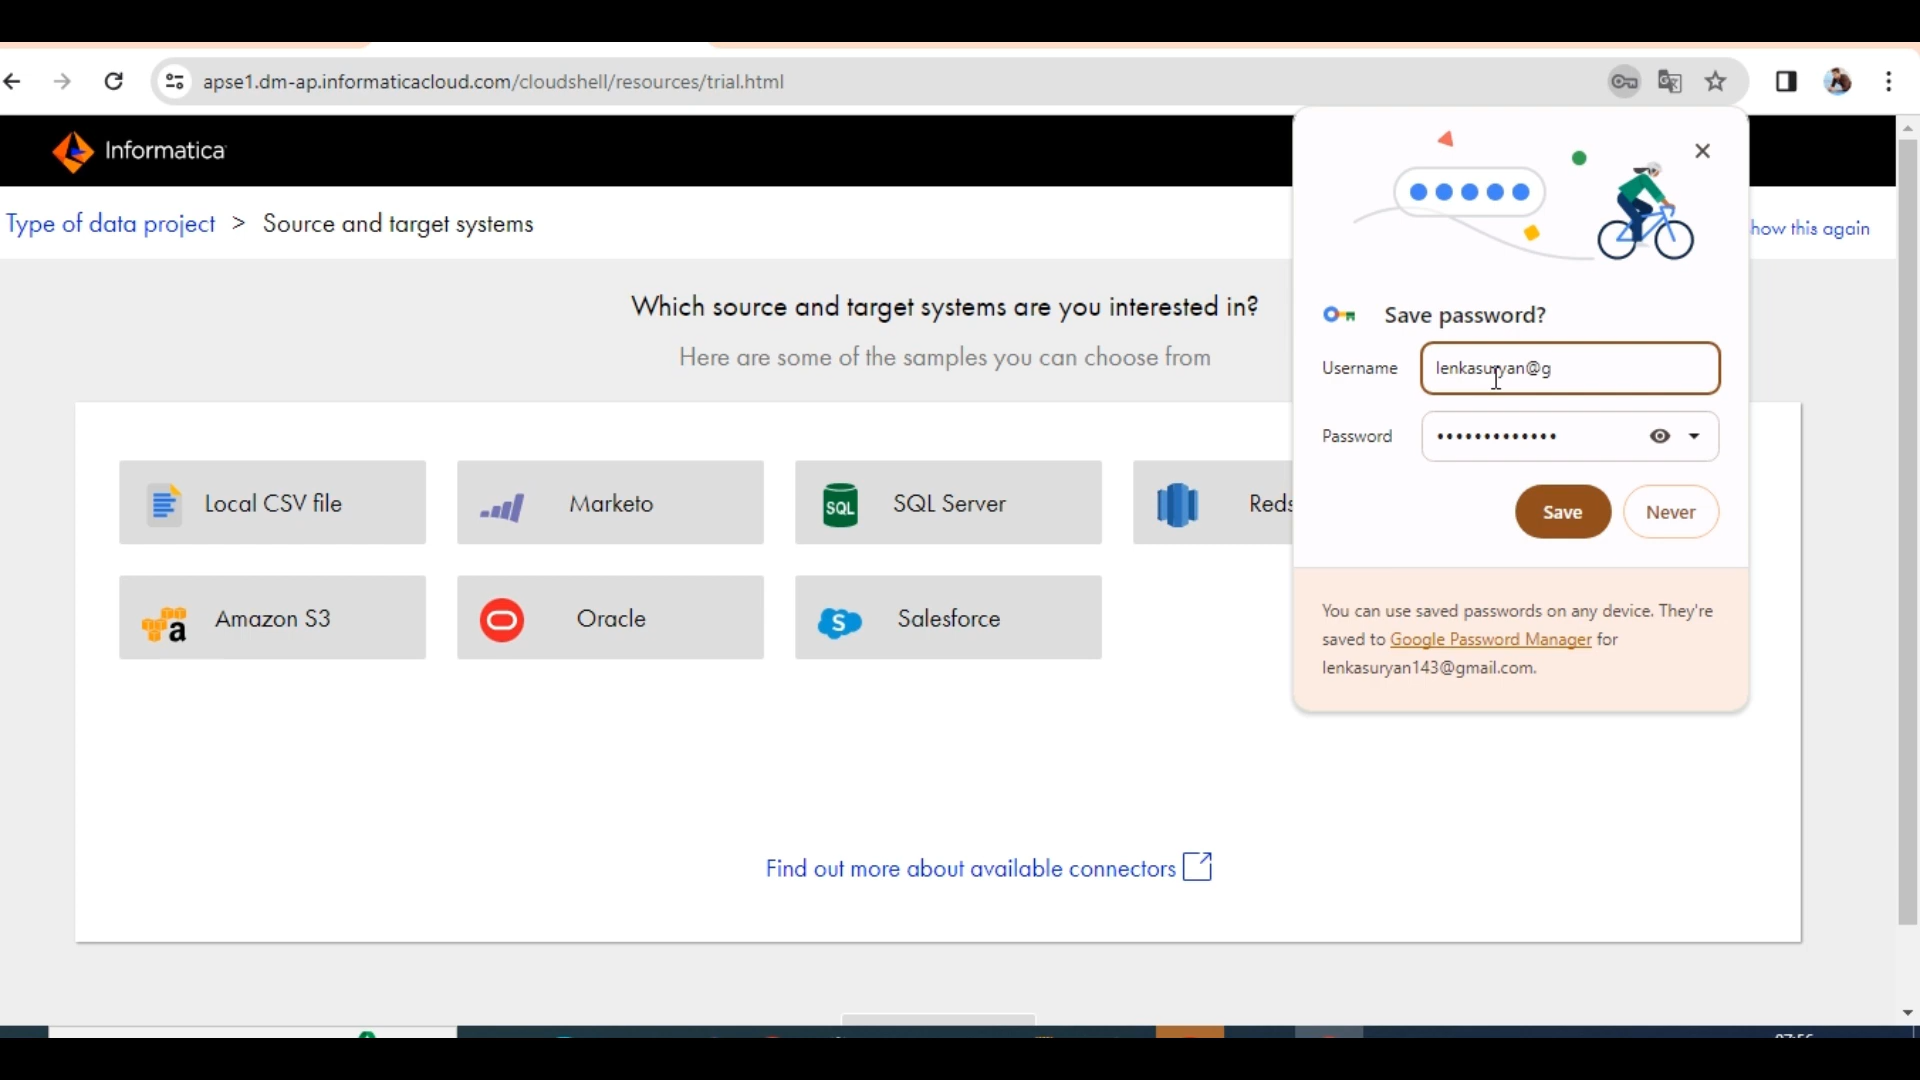 apse1.dm-ap.informaticacloud.com/cloudshell/resources/trial.html
Informatica
Type of data project > Source and target systems
how this again
Which source and target systems are you interested in?
Here are some of the samples you can choose from
Local CSV file
Marketo
SQL
SQL Server
Reds
a
Amazon S3
Oracle
S
Salesforce
Find out more about available connectors
Save password?
Username
lenkasuryan@g
Password
•••••••••••••
Save
Never
You can use saved passwords on any device. They're
saved to Google Password Manager for
lenkasuryan143@gmail.com.